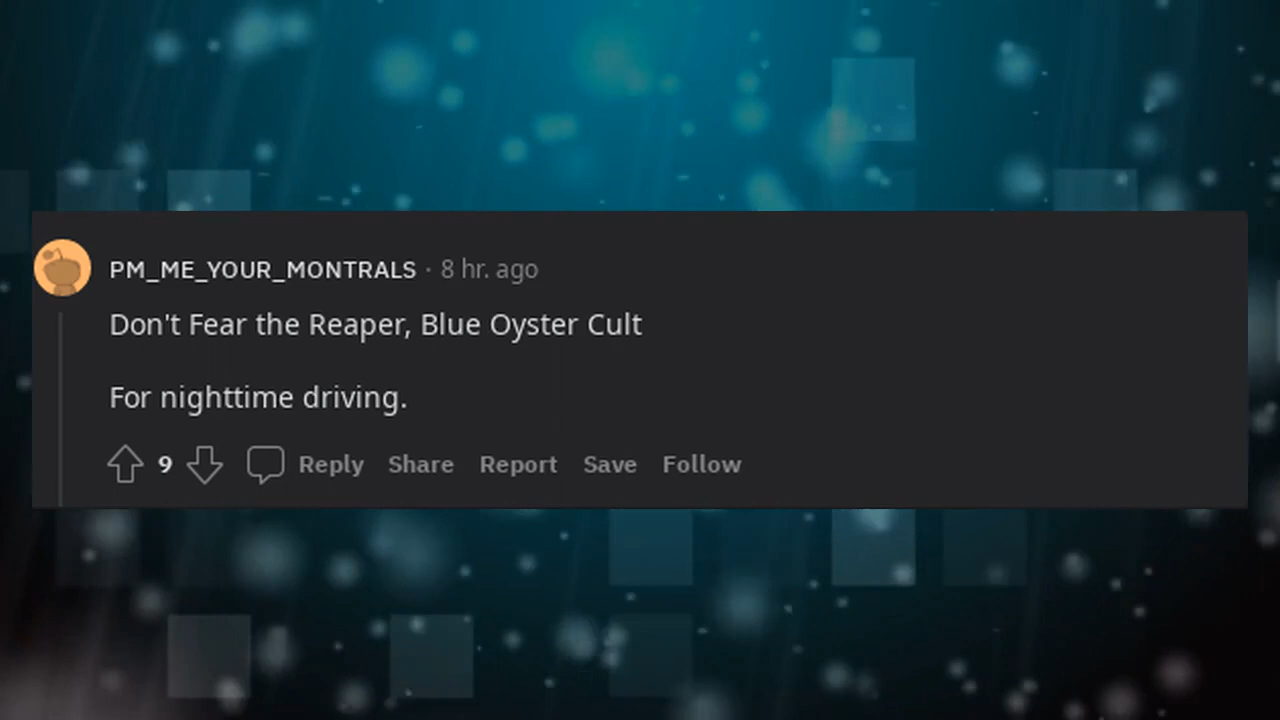 PM_ME_YOUR_MONTRALS · 8 hr. ago
Don't Fear the Reaper, Blue Oyster Cult
For nighttime driving.
9 Reply Share Report Save Follow